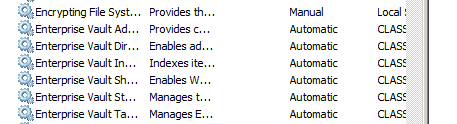 Encrypting File Syst... Provides th... Manual Local S
Enterprise Vault Ad... Provides c... Automatic CLASS
Enterprise Vault Dir... Enables ad... Automatic CLASS
Enterprise Vault In... Indexes ite... Automatic CLASS
Enterprise Vault Sh... Enables W... Automatic CLASS
Enterprise Vault St... Manages t... Automatic CLASS
Enterprise Vault Ta... Manages E... Automatic CLASS